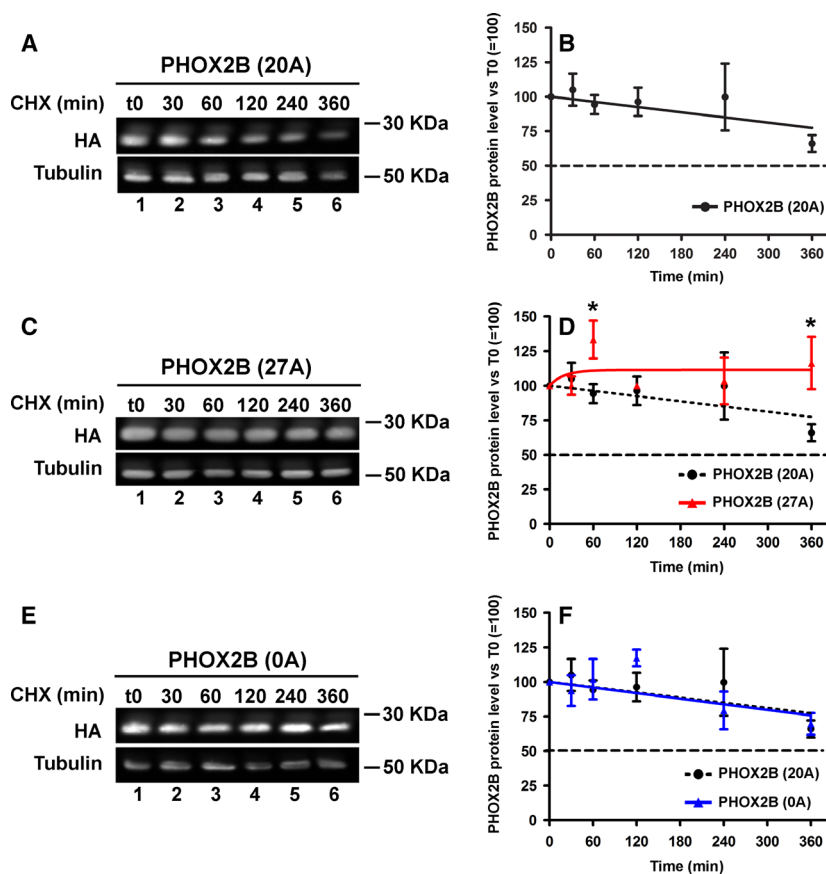 A
PHOX2B (20A)
CHX (min) t0 30 60 120 240 360
HA
Tubulin
30 KDa
50 KDa
1 2 3 4 5 6
B
PHOX2B protein level vs T0 (=100)
150
125
100
75
50
25
0
0 60 120 180 240 300 360
Time (min)
PHOX2B (20A)
C
PHOX2B (27A)
CHX (min) t0 30 60 120 240 360
HA
Tubulin
30 KDa
50 KDa
1 2 3 4 5 6
D
PHOX2B protein level vs T0 (=100)
150
125
100
75
50
25
0
* *
0 60 120 180 240 300 360
Time (min)
PHOX2B (20A)
PHOX2B (27A)
E
PHOX2B (0A)
CHX (min) t0 30 60 120 240 360
HA
Tubulin
30 KDa
50 KDa
1 2 3 4 5 6
F
PHOX2B protein level vs T0 (=100)
150
125
100
75
50
25
0
0 60 120 180 240 300 360
Time (min)
PHOX2B (20A)
PHOX2B (0A)